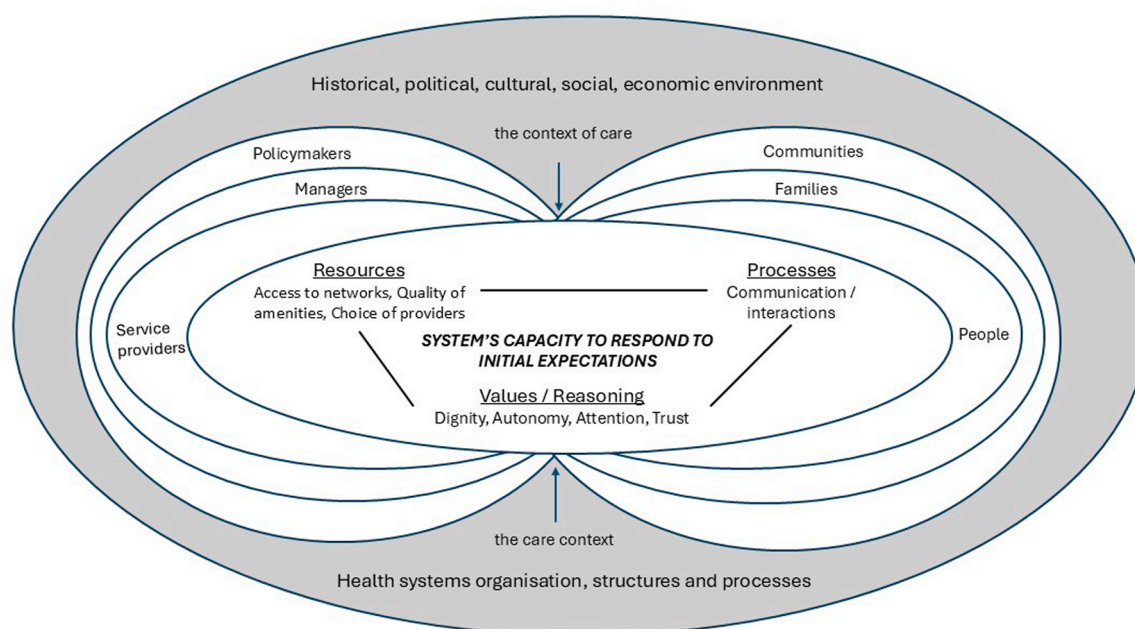 Historical, political, cultural, social, economic environment
the context of care
Policymakers
Communities
Managers
Families
Resources
Access to networks, Quality of
amenities, Choice of providers
Processes
Communication /
interactions
Service
providers
SYSTEM'S CAPACITY TO RESPOND TO
INITIAL EXPECTATIONS
People
Values / Reasoning
Dignity, Autonomy, Attention, Trust
the care context
Health systems organisation, structures and processes